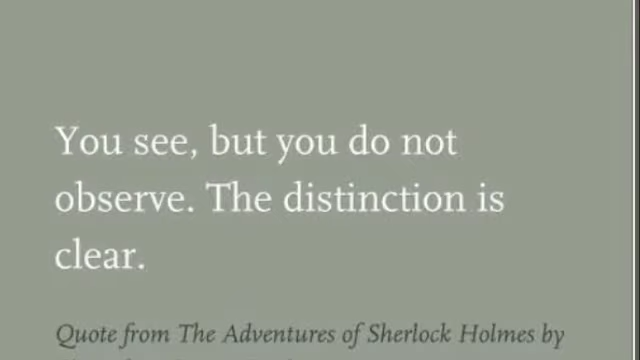 You see, but you do not
observe. The distinction is
clear.
Quote from The Adventures of Sherlock Holmes by